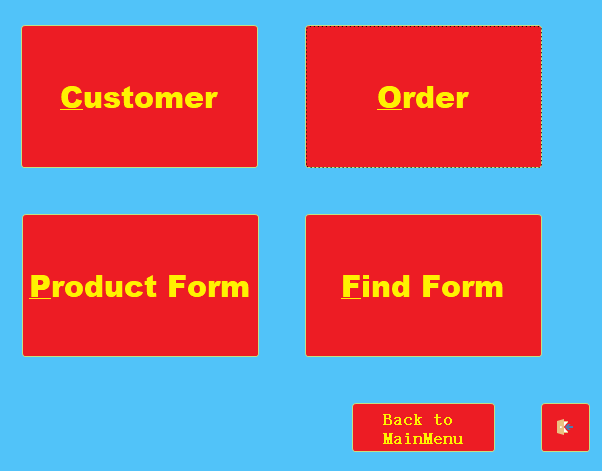 Customer
Order
Product Form
Find Form
Back to
MainMenu